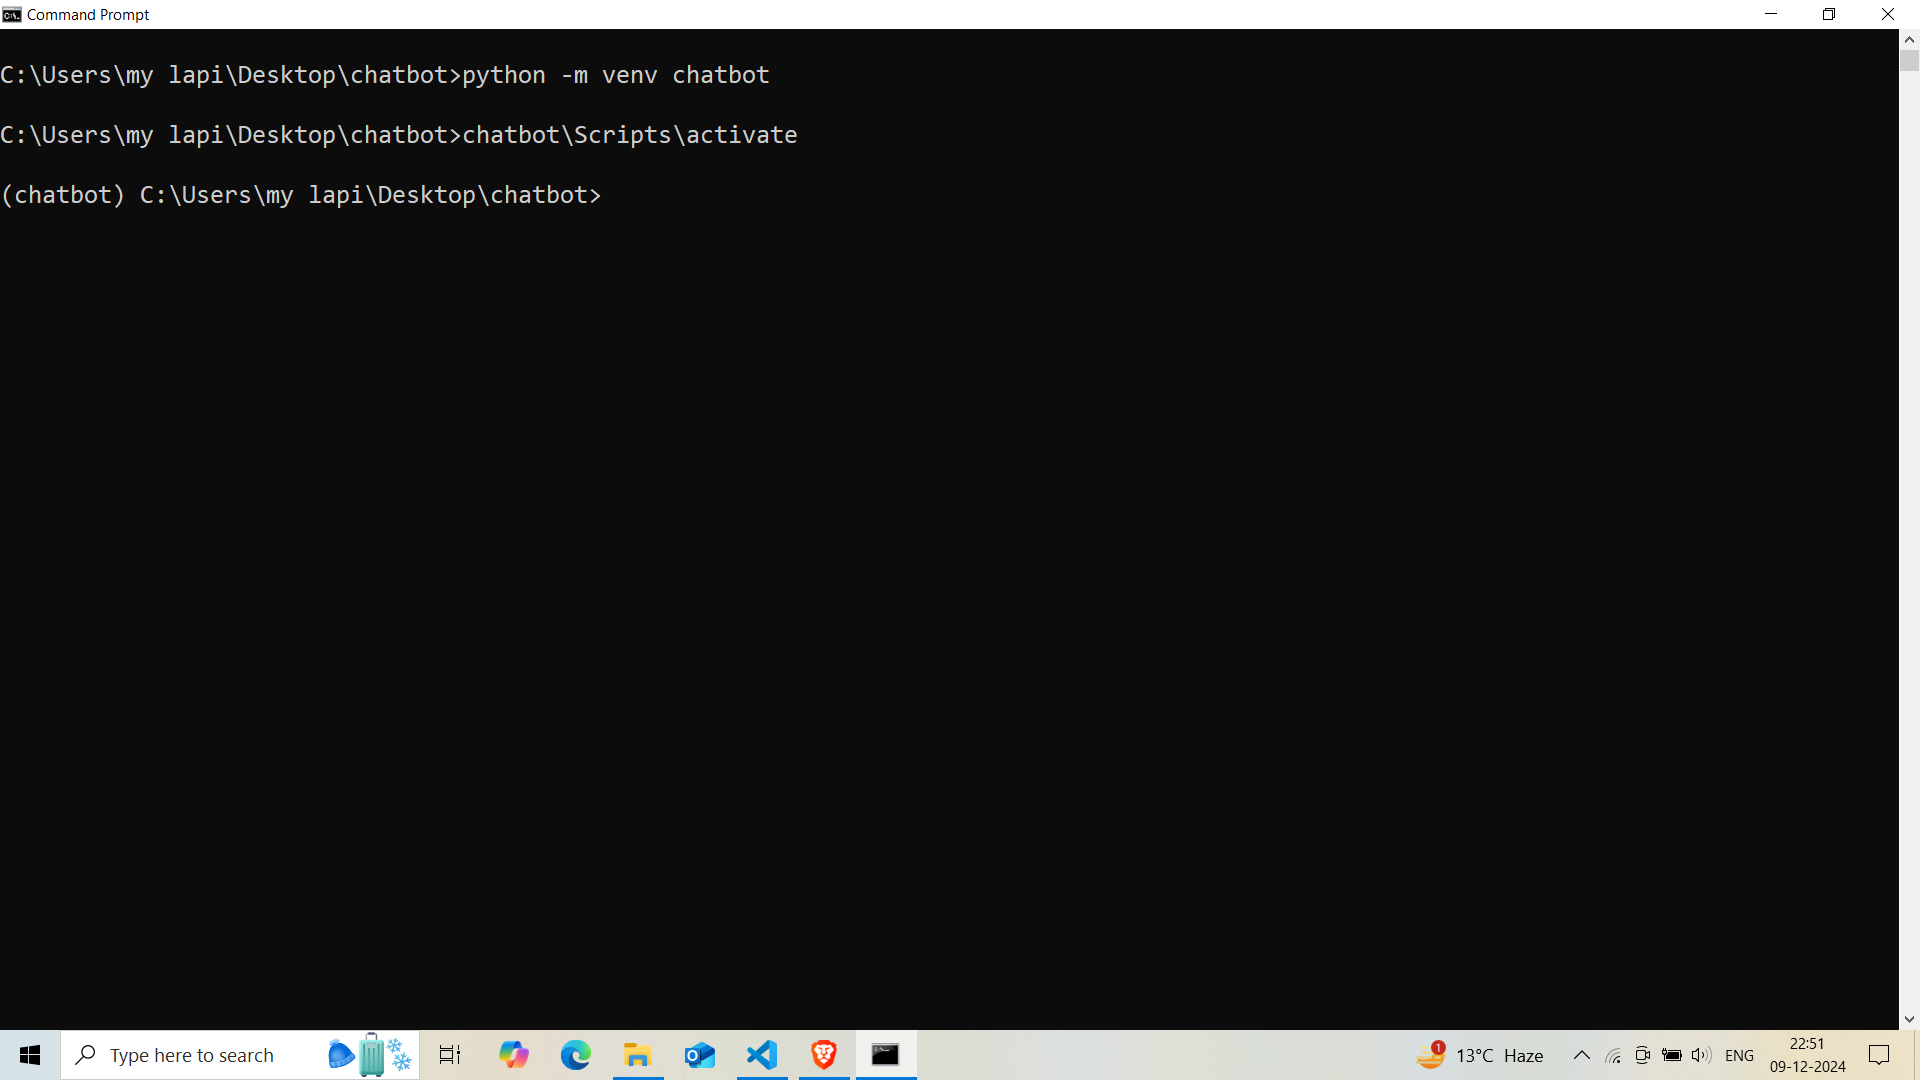 Command Prompt
C:\Users\my lapi\Desktop\chatbot>python -m venv chatbot
C:\Users\my lapi\Desktop\chatbot>chatbot\Scripts\activate
(chatbot) C:\Users\my lapi\Desktop\chatbot>
Type here to search
1
13°C Haze
ENG
22:51
09-12-2024